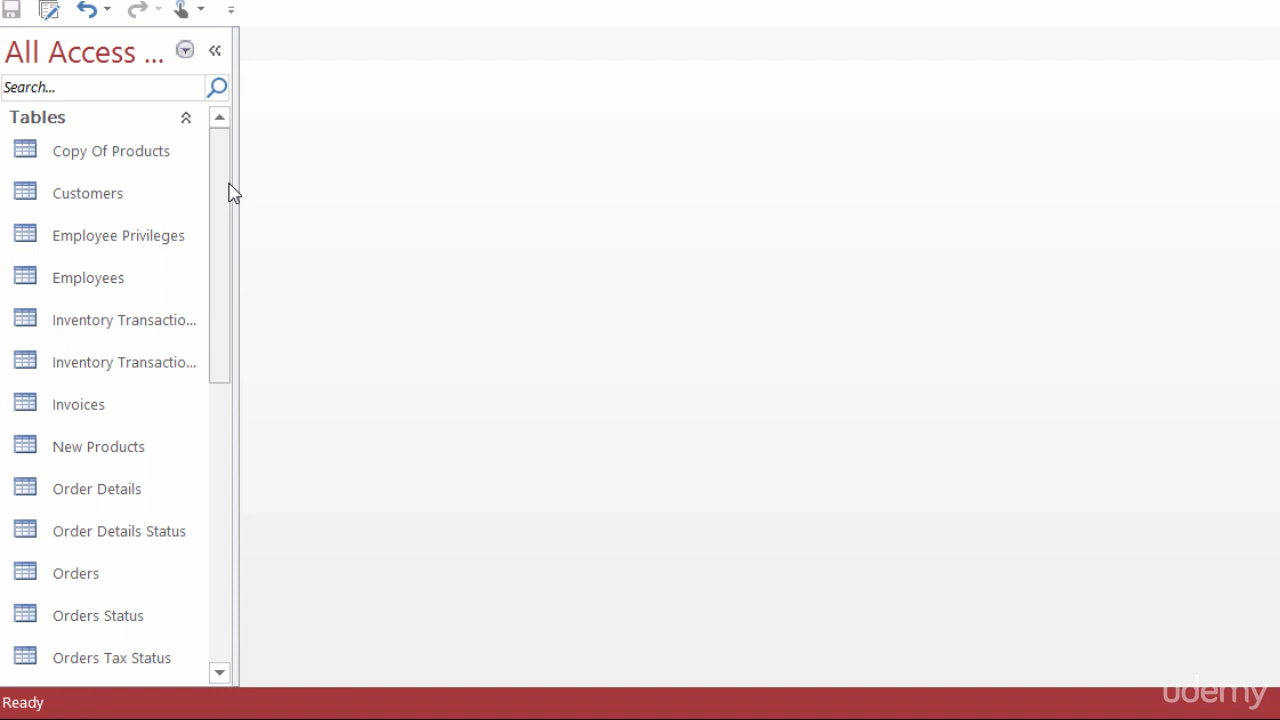 All Access ...
Search...
Tables
Copy Of Products
Customers
Employee Privileges
Employees
Inventory Transactio...
Inventory Transactio...
Invoices
New Products
Order Details
Order Details Status
Orders
Orders Status
Orders Tax Status
Ready
udemy